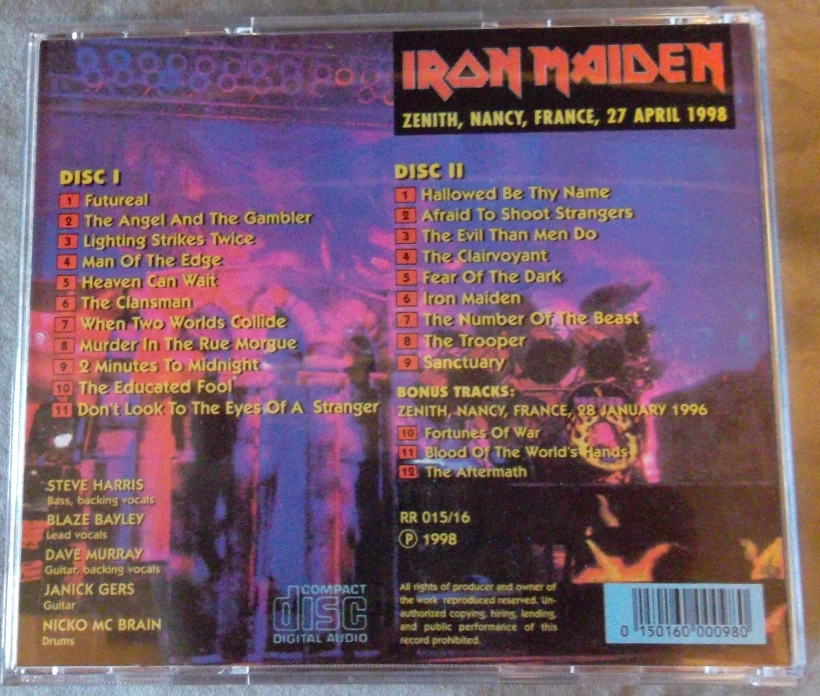 IRON MAIDEN
ZENITH, NANCY, FRANCE, 27 APRIL 1998
DISC I
1 Futureal
2 The Angel And The Gambler
3 Lighting Strikes Twice
4 Man Of The Edge
5 Heaven Can Wait
6 The Clansman
7 When Two Worlds Collide
8 Murder In The Rue Morgue
9 2 Minutes To Midnight
10 The Educated Fool
11 Don't Look To The Eyes Of A Stranger
STEVE HARRIS
Bass, backing vocals
BLAZE BAYLEY
Lead vocals
DAVE MURRAY
Guitar, backing vocals
JANICK GERS
Guitar
NICKO MC BRAIN
Drums
COMPACT
disc
DIGITAL AUDIO
DISC II
1 Hallowed Be Thy Name
2 Afraid To Shoot Strangers
3 The Evil Than Men Do
4 The Clairvoyant
5 Fear Of The Dark
6 Iron Maiden
7 The Number Of The Beast
8 The Trooper
9 Sanctuary
BONUS TRACKS:
ZENITH, NANCY, FRANCE, 28 JANUARY 1996
10 Fortunes Of War
11 Blood Of The World's Hands
12 The Aftermath
RR 015/16
℗ 1998
All rights of producer and owner of
the work reproduced reserved. Un-
authorized copying, hiring, lending,
and public performance of this
record prohibited.
0 150160 000980